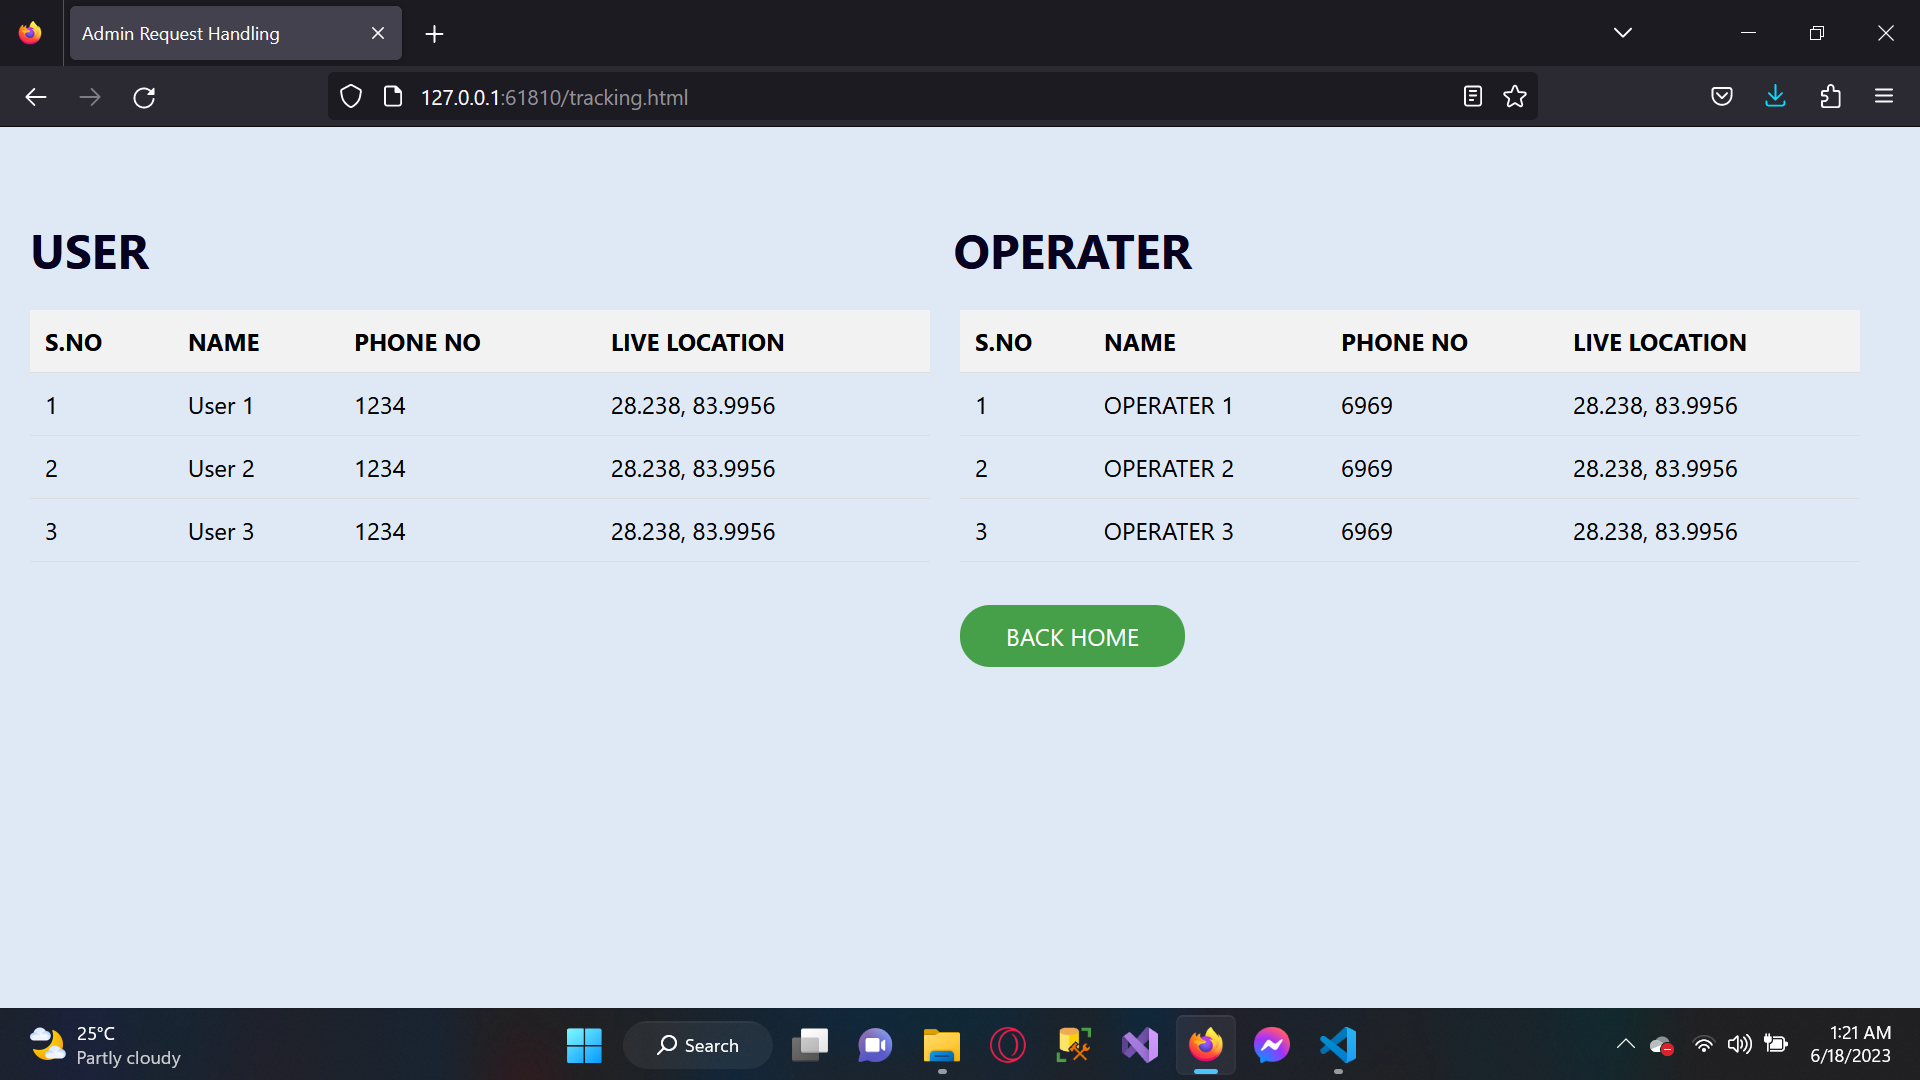 Admin Request Handling
127.0.0.1:61810/tracking.html
USER
S.NO NAME PHONE NO LIVE LOCATION
1 User 1 1234 28.238, 83.9956
2 User 2 1234 28.238, 83.9956
3 User 3 1234 28.238, 83.9956
OPERATER
S.NO NAME PHONE NO LIVE LOCATION
1 OPERATER 1 6969 28.238, 83.9956
2 OPERATER 2 6969 28.238, 83.9956
3 OPERATER 3 6969 28.238, 83.9956
BACK HOME
25°C
Partly cloudy
Search
1:21 AM
6/18/2023